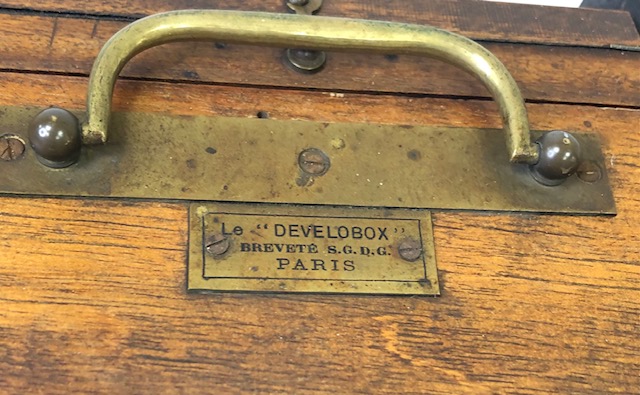 Le "DEVELOBOX"
BREVETÉ S.G.D.G.
PARIS